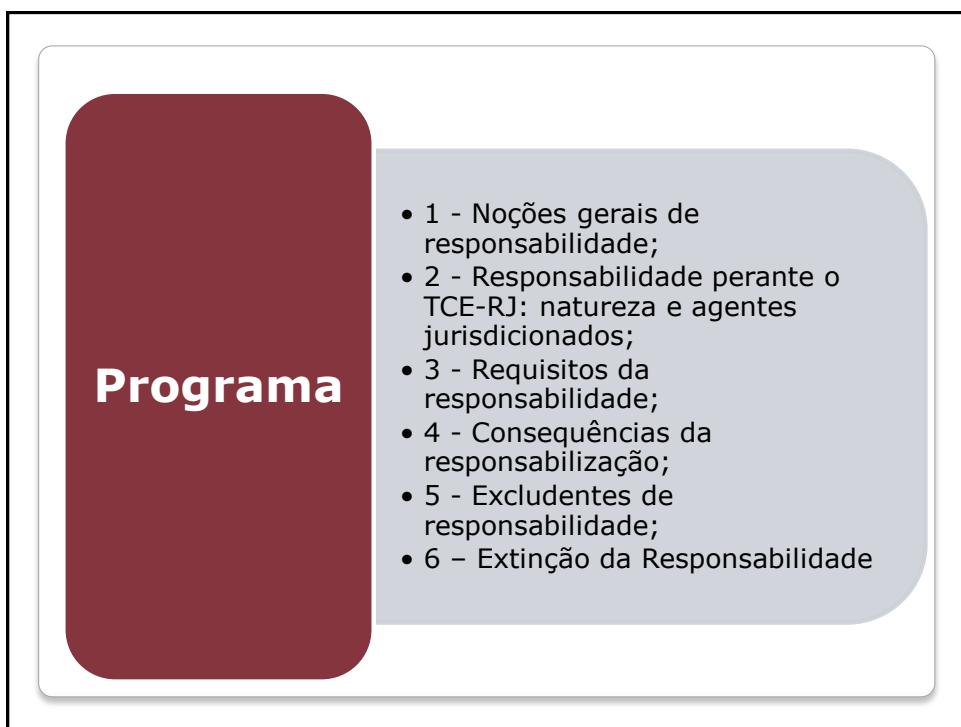 Programa
• 1 - Noções gerais de
responsabilidade;
• 2 - Responsabilidade perante o
TCE-RJ: natureza e agentes
jurisdicionados;
• 3 - Requisitos da
responsabilidade;
• 4 - Consequências da
responsabilização;
• 5 - Excludentes de
responsabilidade;
• 6 – Extinção da Responsabilidade